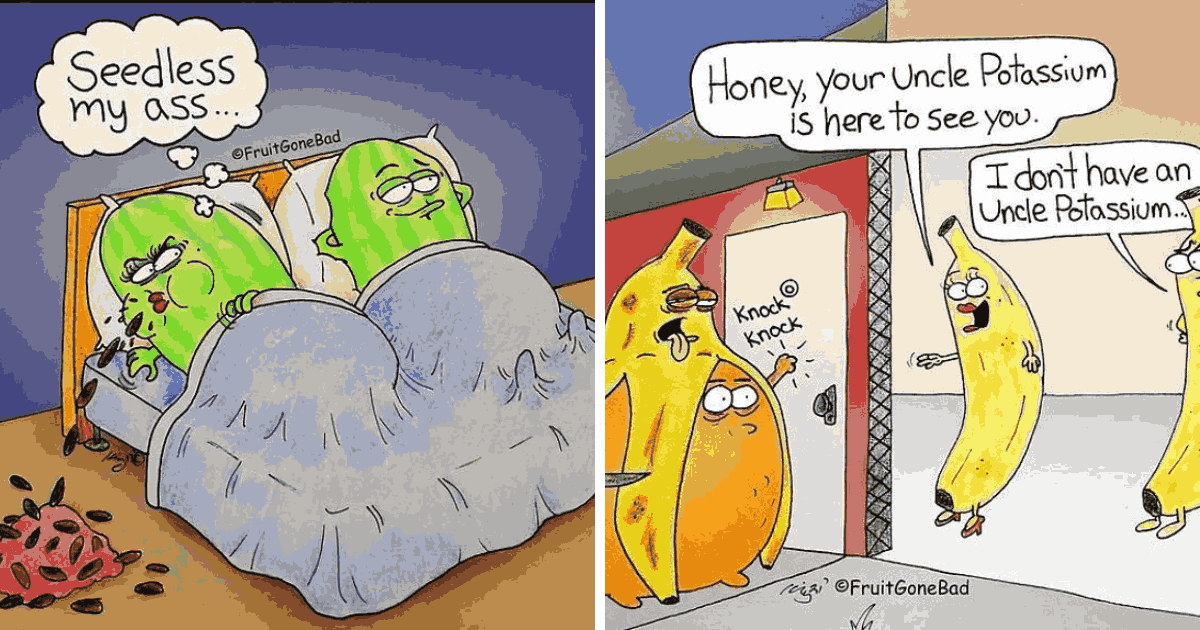 Seedless
my ass...
©FruitGoneBad
Honey, your Uncle Potassium
is here to see you.
I don't have an
Uncle Potassium...
Knock
Knock
©FruitGoneBad